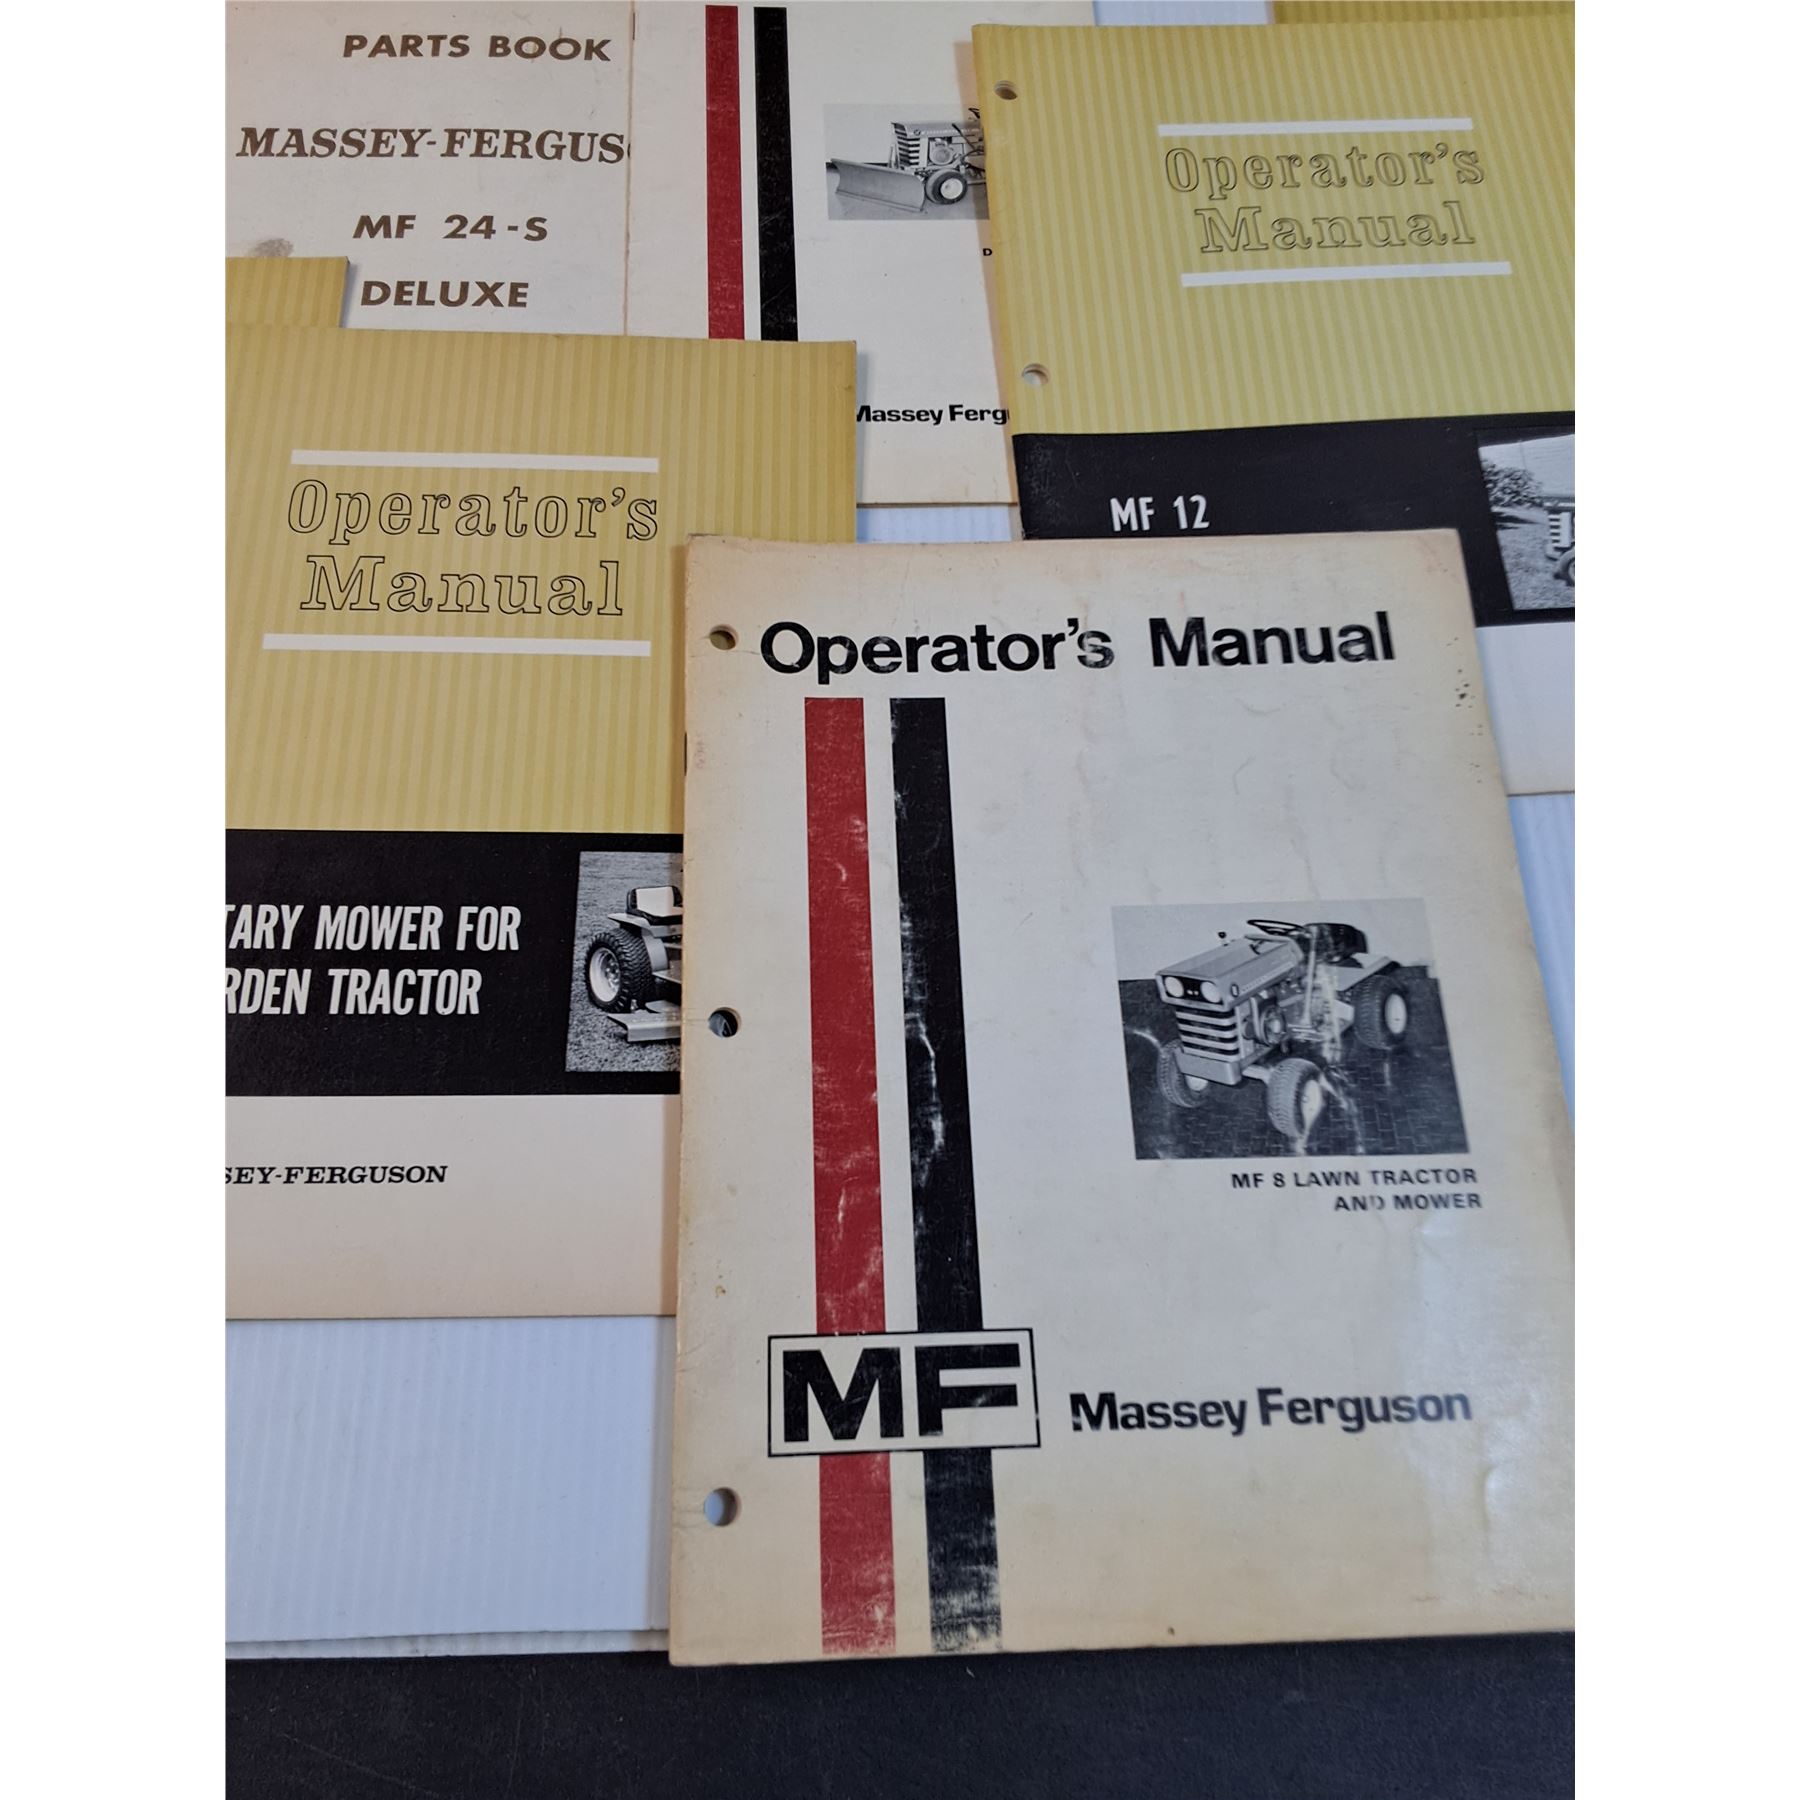 PARTS BOOK
MASSEY-FERGUS
MF 24-S
DELUXE
D
Massey Ferg
Operator's
Manual
MF 12
Operator's
Manual
TARY MOWER FOR
RDEN TRACTOR
SEY-FERGUSON
Operator's Manual
MF 8 LAWN TRACTOR
AND MOWER
MF
Massey Ferguson